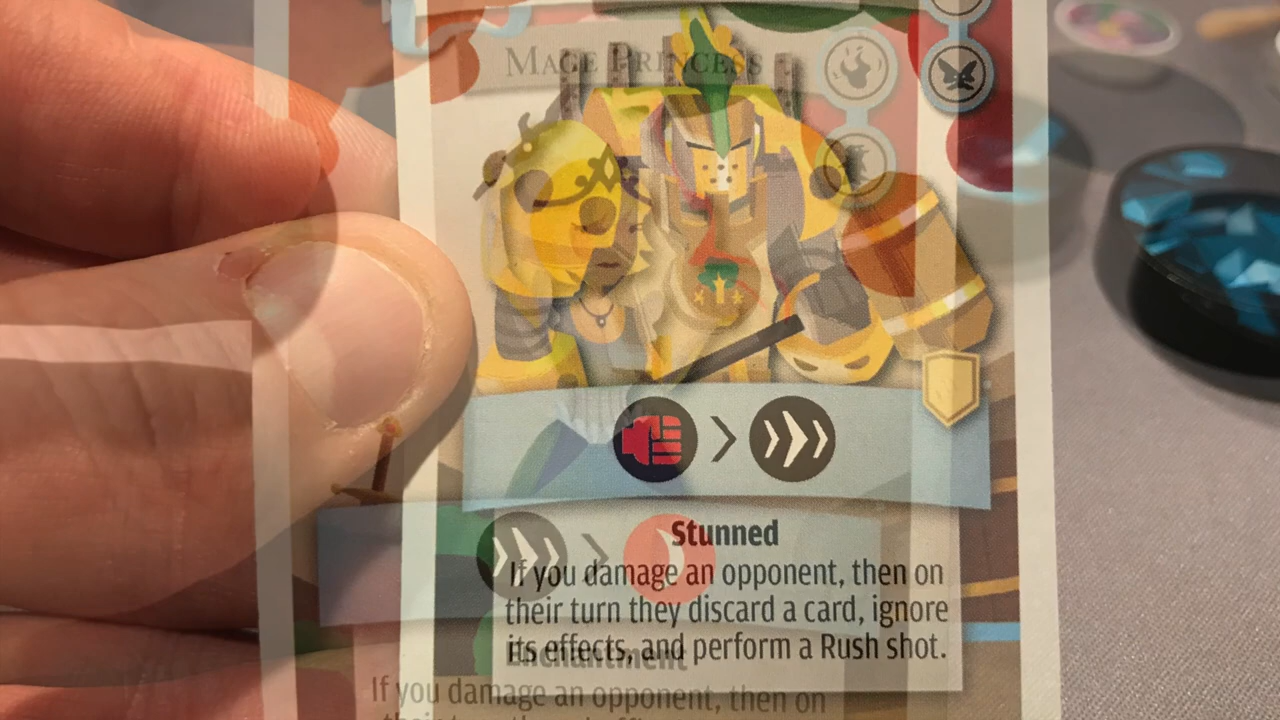 Mage Princess
Stunned
If you damage an opponent, then on
their turn they discard a card, ignore
its effects, and perform a Rush shot.
Enchantment
If you damage an opponent, then on